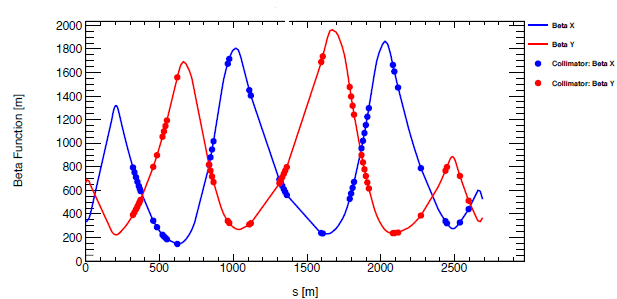 2000
1800
1600
1400
1200
1000
800
600
400
200
0
0 500 1000 1500 2000 2500
Beta Function [m]
s [m]
Beta X
Beta Y
Collimator: Beta X
Collimator: Beta Y